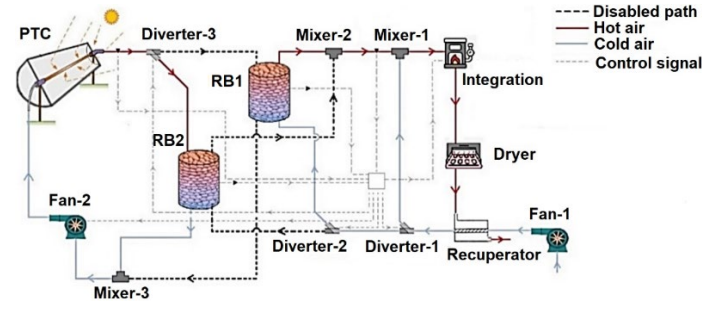 Disabled path
Hot air
Cold air
Control signal
PTC
Diverter-3
Mixer-2
Mixer-1
RB1
Integration
RB2
Dryer
Fan-2
Fan-1
Diverter-2
Diverter-1
Recuperator
Mixer-3